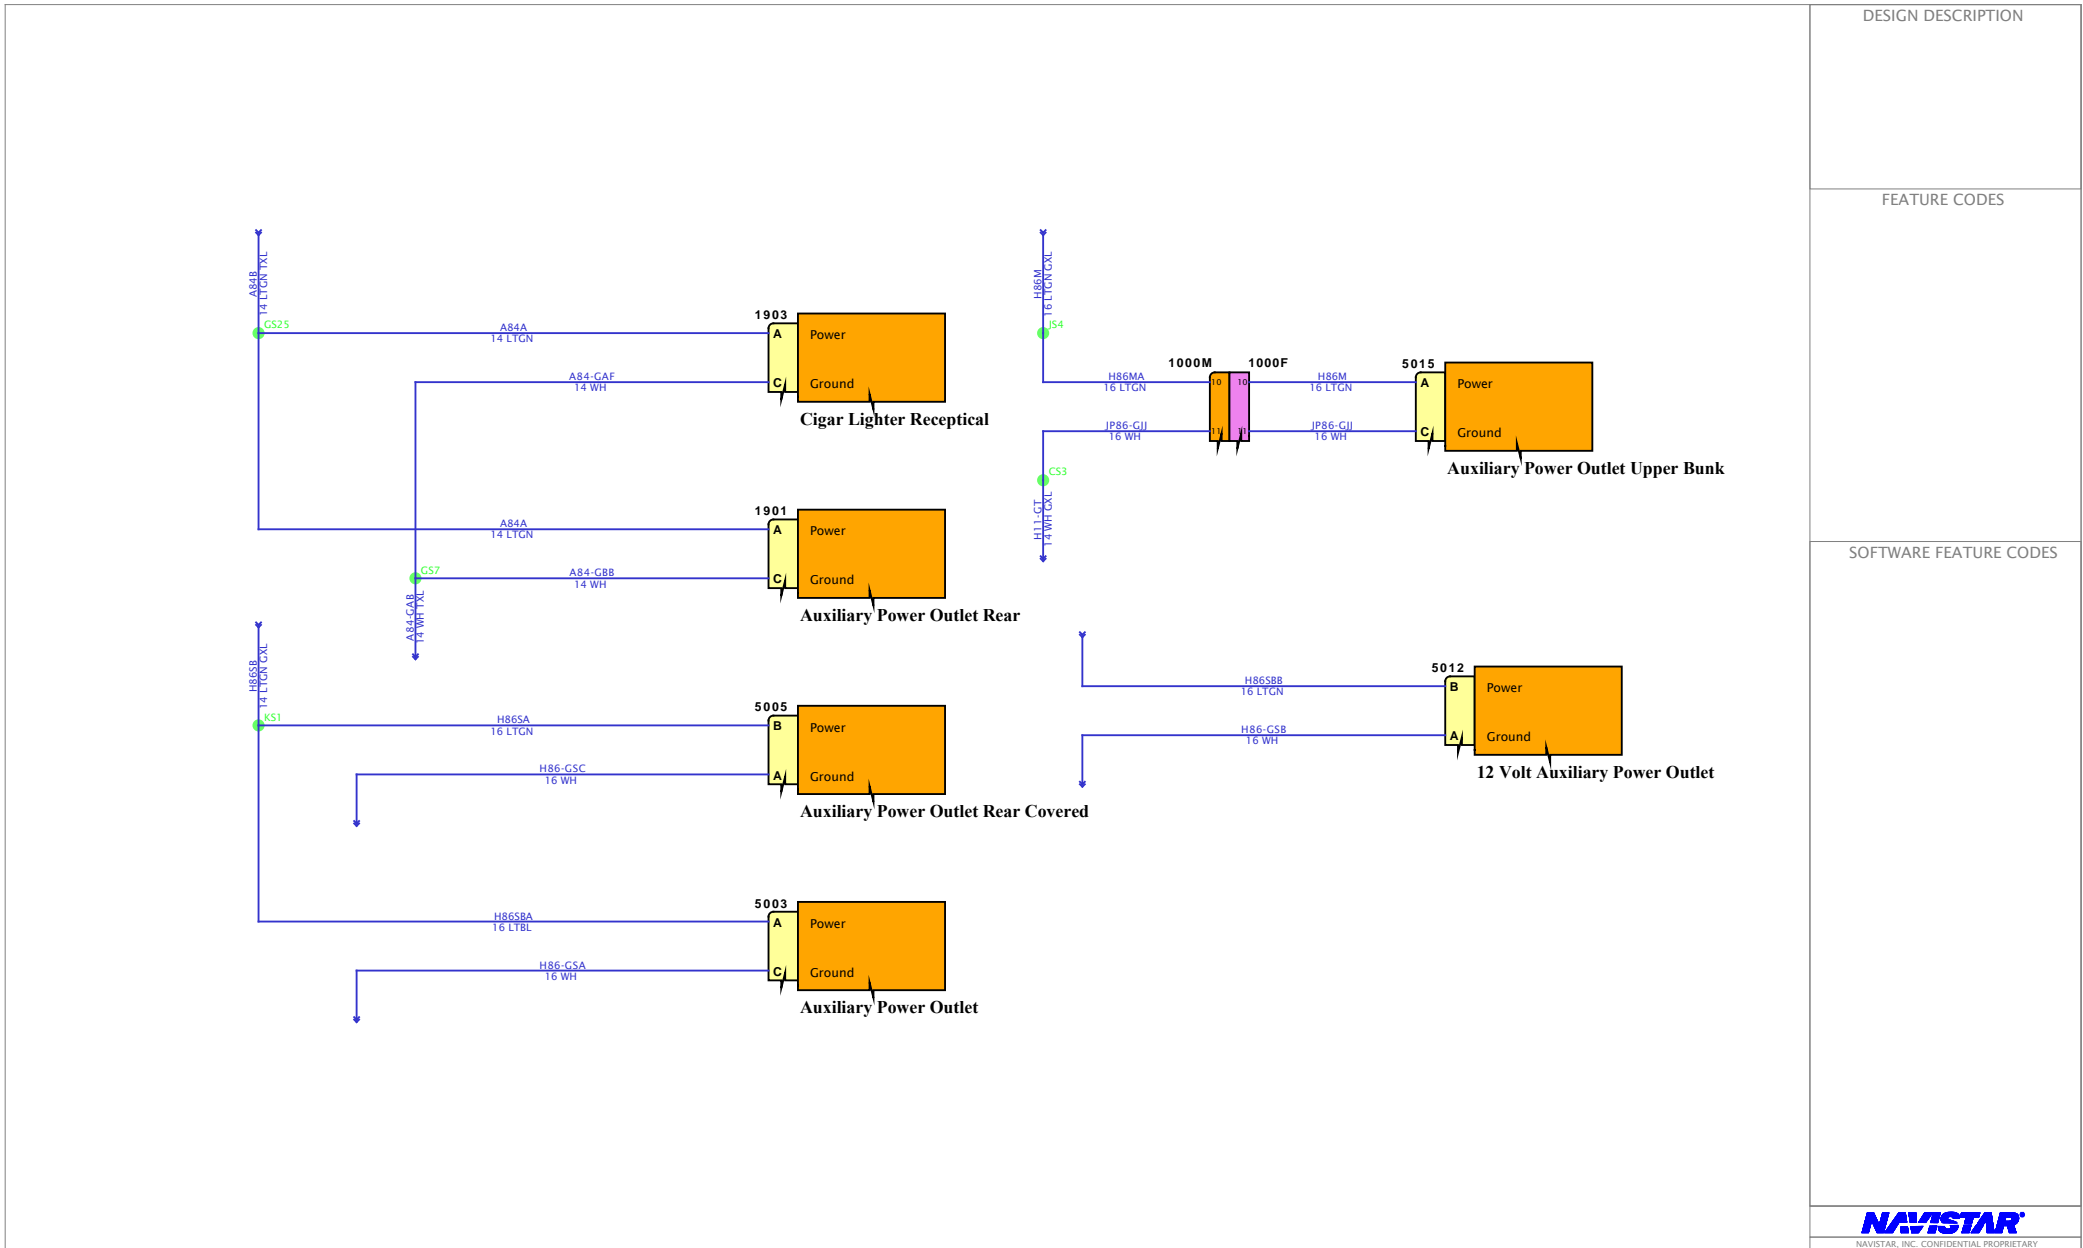 DESIGN DESCRIPTION
FEATURE CODES
SOFTWARE FEATURE CODES
A84B
14 LTGN TXL
GS25
A84A
14 LTGN
1903
A
Power
A84-GAF
14 WH
C
Ground
Cigar Lighter Receptical
A84A
14 LTGN
1901
A
Power
GS7
A84-GBB
14 WH
C
Ground
Auxiliary Power Outlet Rear
A84-GAB
14 WH TXL
H86SB
14 LTGN GXL
KS1
H86SA
16 LTGN
5005
B
Power
H86-GSC
16 WH
A
Ground
Auxiliary Power Outlet Rear Covered
H86SBA
16 LTBL
5003
A
Power
H86-GSA
16 WH
C
Ground
Auxiliary Power Outlet
H86M
16 LTGN GXL
JS4
H86MA
16 LTGN
1000M
1000F
10
10
H86M
16 LTGN
5015
A
Power
JP86-GJJ
16 WH
11
11
JP86-GJJ
16 WH
C
Ground
Auxiliary Power Outlet Upper Bunk
CS3
H11-GT
14 WH GXL
H86SBB
16 LTGN
5012
B
Power
H86-GSB
16 WH
A
Ground
12 Volt Auxiliary Power Outlet
NAVISTAR
NAVISTAR, INC. CONFIDENTIAL PROPRIETARY